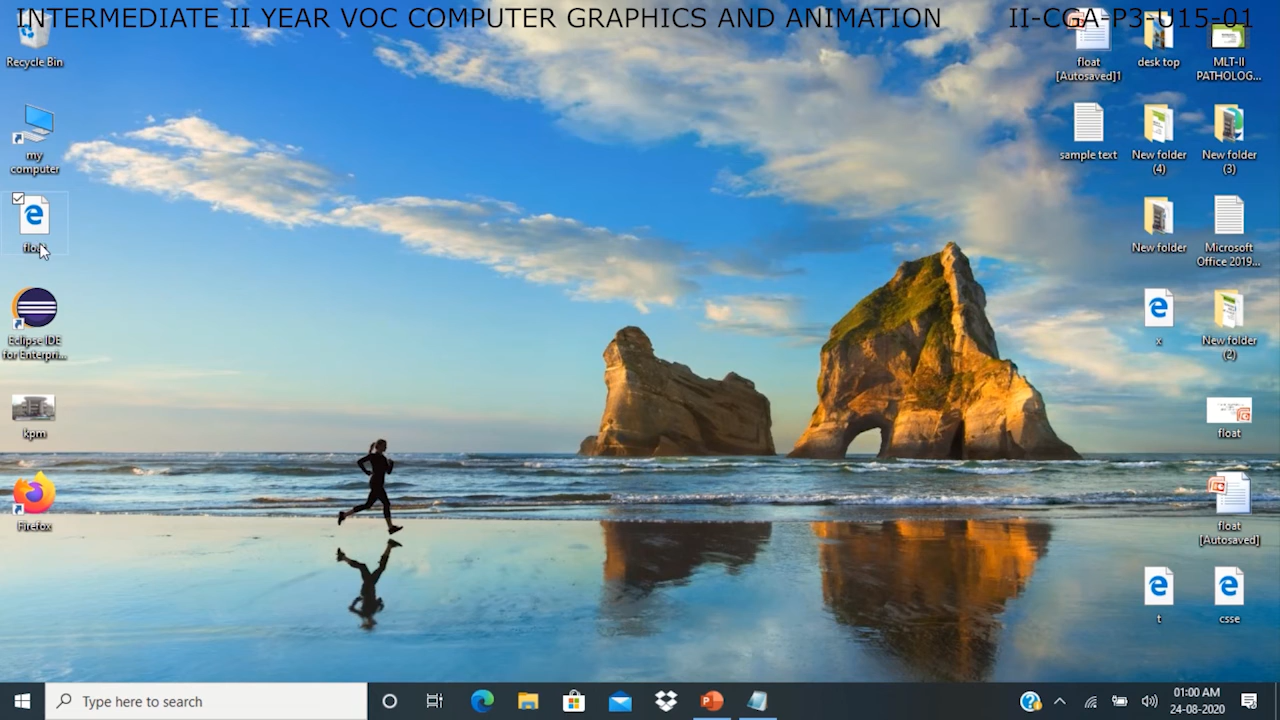 INTERMEDIATE II YEAR VOC COMPUTER GRAPHICS AND ANIMATION II-CGA-P3-U15-01
Recycle Bin
my
computer
float
Eclipse IDE
for Enterpri...
kpm
Firefox
float
[Autosaved]1
desk top
MLT-II
PATHOLOG...
sample text
New folder
(4)
New folder
(3)
New folder
Microsoft
Office 2019...
x
New folder
(2)
float
float
[Autosaved]
t
csse
Type here to search
01:00 AM
24-08-2020